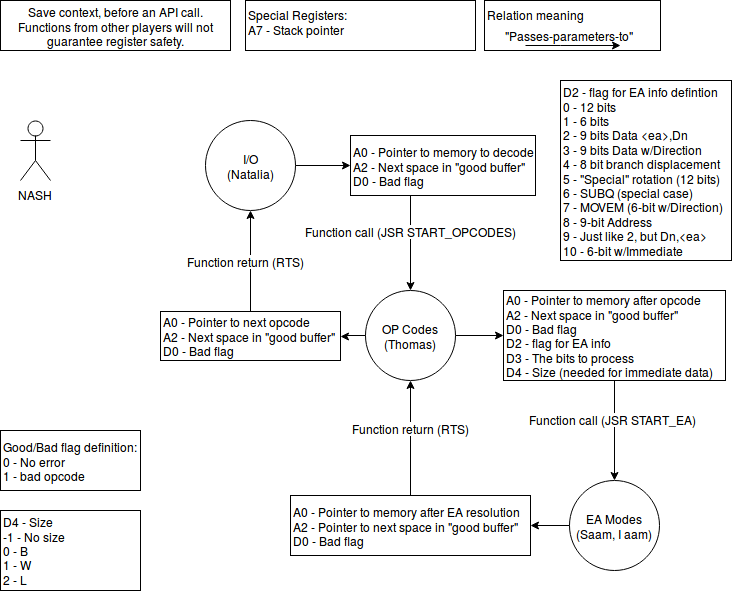 Save context, before an API call.
Functions from other players will not
guarantee register safety.
Special Registers:
A7 - Stack pointer
Relation meaning
"Passes-parameters-to"
D2 - flag for EA info defintion
0 - 12 bits
1 - 6 bits
2 - 9 bits Data <ea>,Dn
3 - 9 bits Data w/Direction
4 - 8 bit branch displacement
5 - "Special" rotation (12 bits)
6 - SUBQ (special case)
7 - MOVEM (6-bit w/Direction)
8 - 9-bit Address
9 - Just like 2, but Dn,<ea>
10 - 6-bit w/Immediate
NASH
I/O
(Natalia)
A0 - Pointer to memory to decode
A2 - Next space in "good buffer"
D0 - Bad flag
Function call (JSR START_OPCODES)
Function return (RTS)
A0 - Pointer to next opcode
A2 - Next space in "good buffer"
D0 - Bad flag
OP Codes
(Thomas)
A0 - Pointer to memory after opcode
A2 - Next space in "good buffer"
D0 - Bad flag
D2 - flag for EA info
D3 - The bits to process
D4 - Size (needed for immediate data)
Function call (JSR START_EA)
Function return (RTS)
Good/Bad flag definition:
0 - No error
1 - bad opcode
A0 - Pointer to memory after EA resolution
A2 - Pointer to next space in "good buffer"
D0 - Bad flag
EA Modes
(Saam, I aam)
D4 - Size
-1 - No size
0 - B
1 - W
2 - L